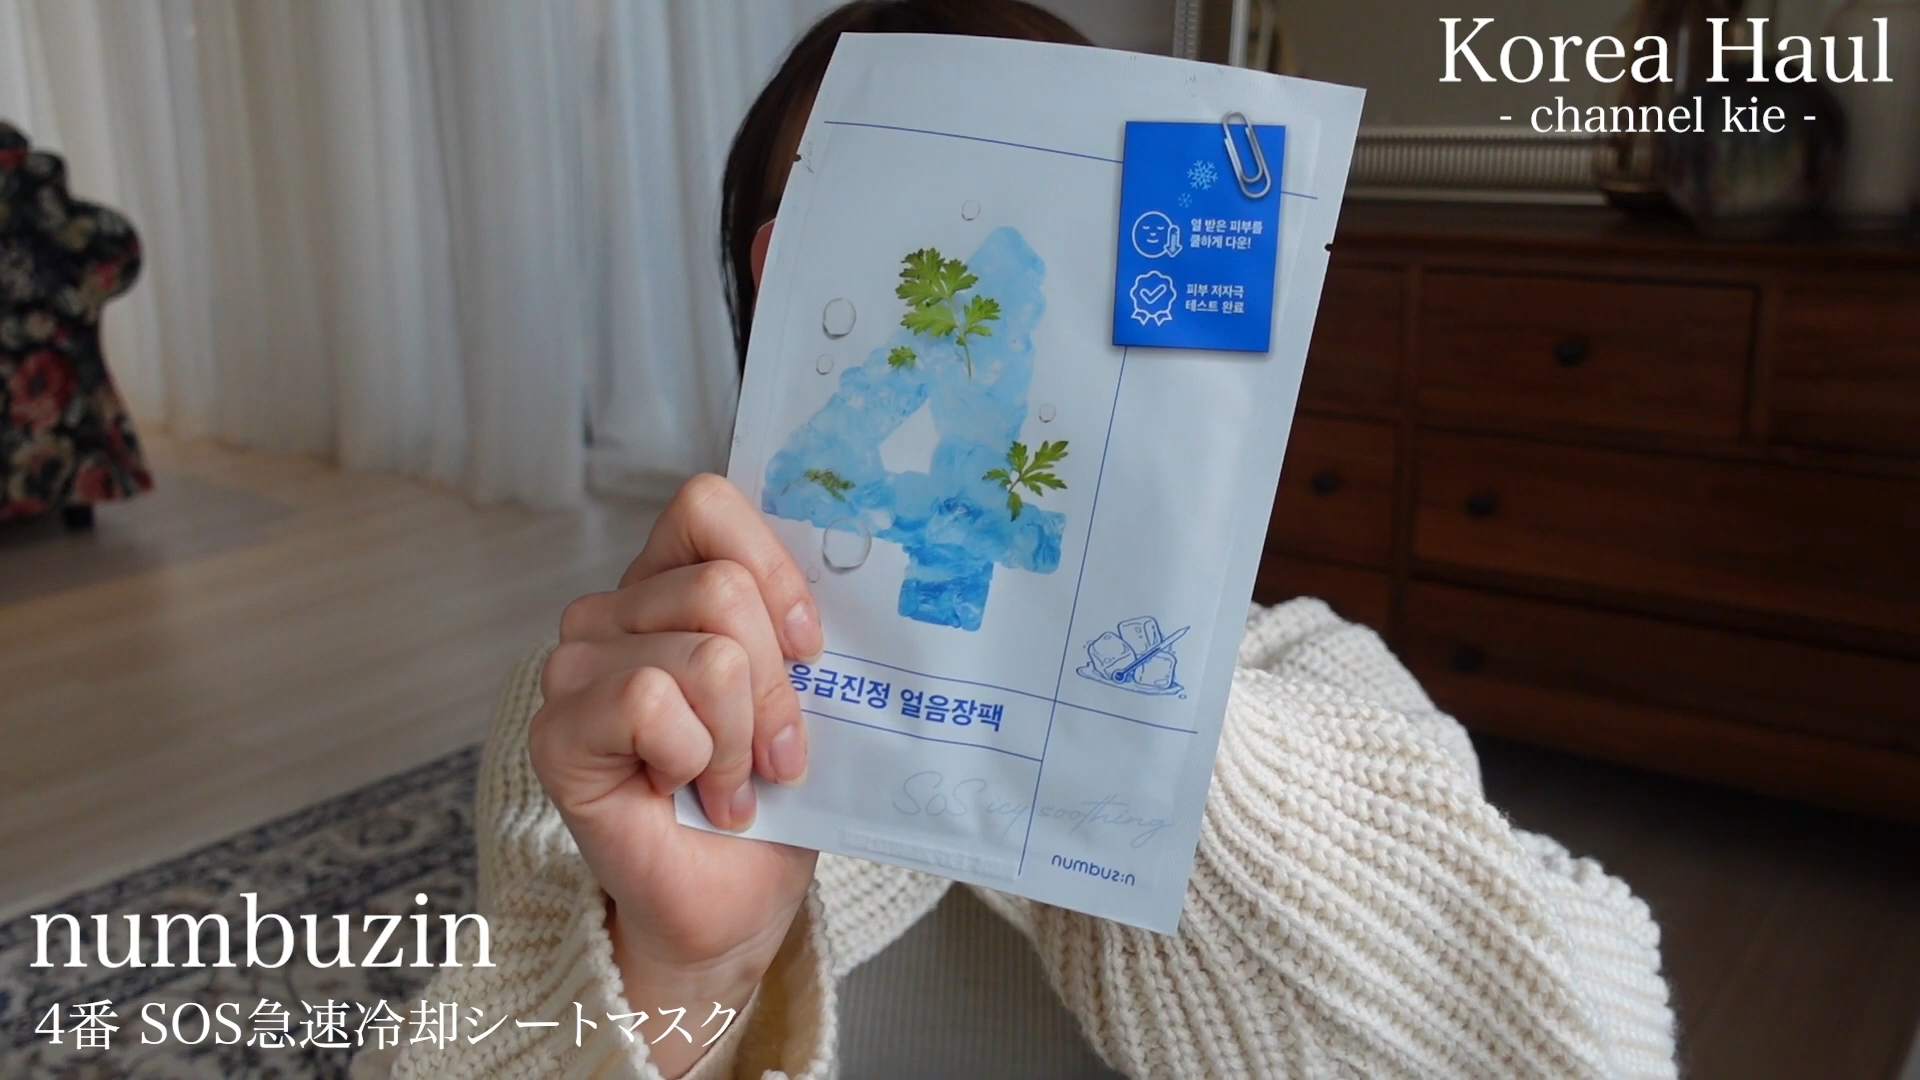 Korea Haul
- channel kie -
열 받은 피부를
쿨하게 다운!
피부 저자극
테스트 완료
응급진정 얼음장팩
SOS icy soothing
numbuz:n
numbuzin
4番 SOS急速冷却シートマスク